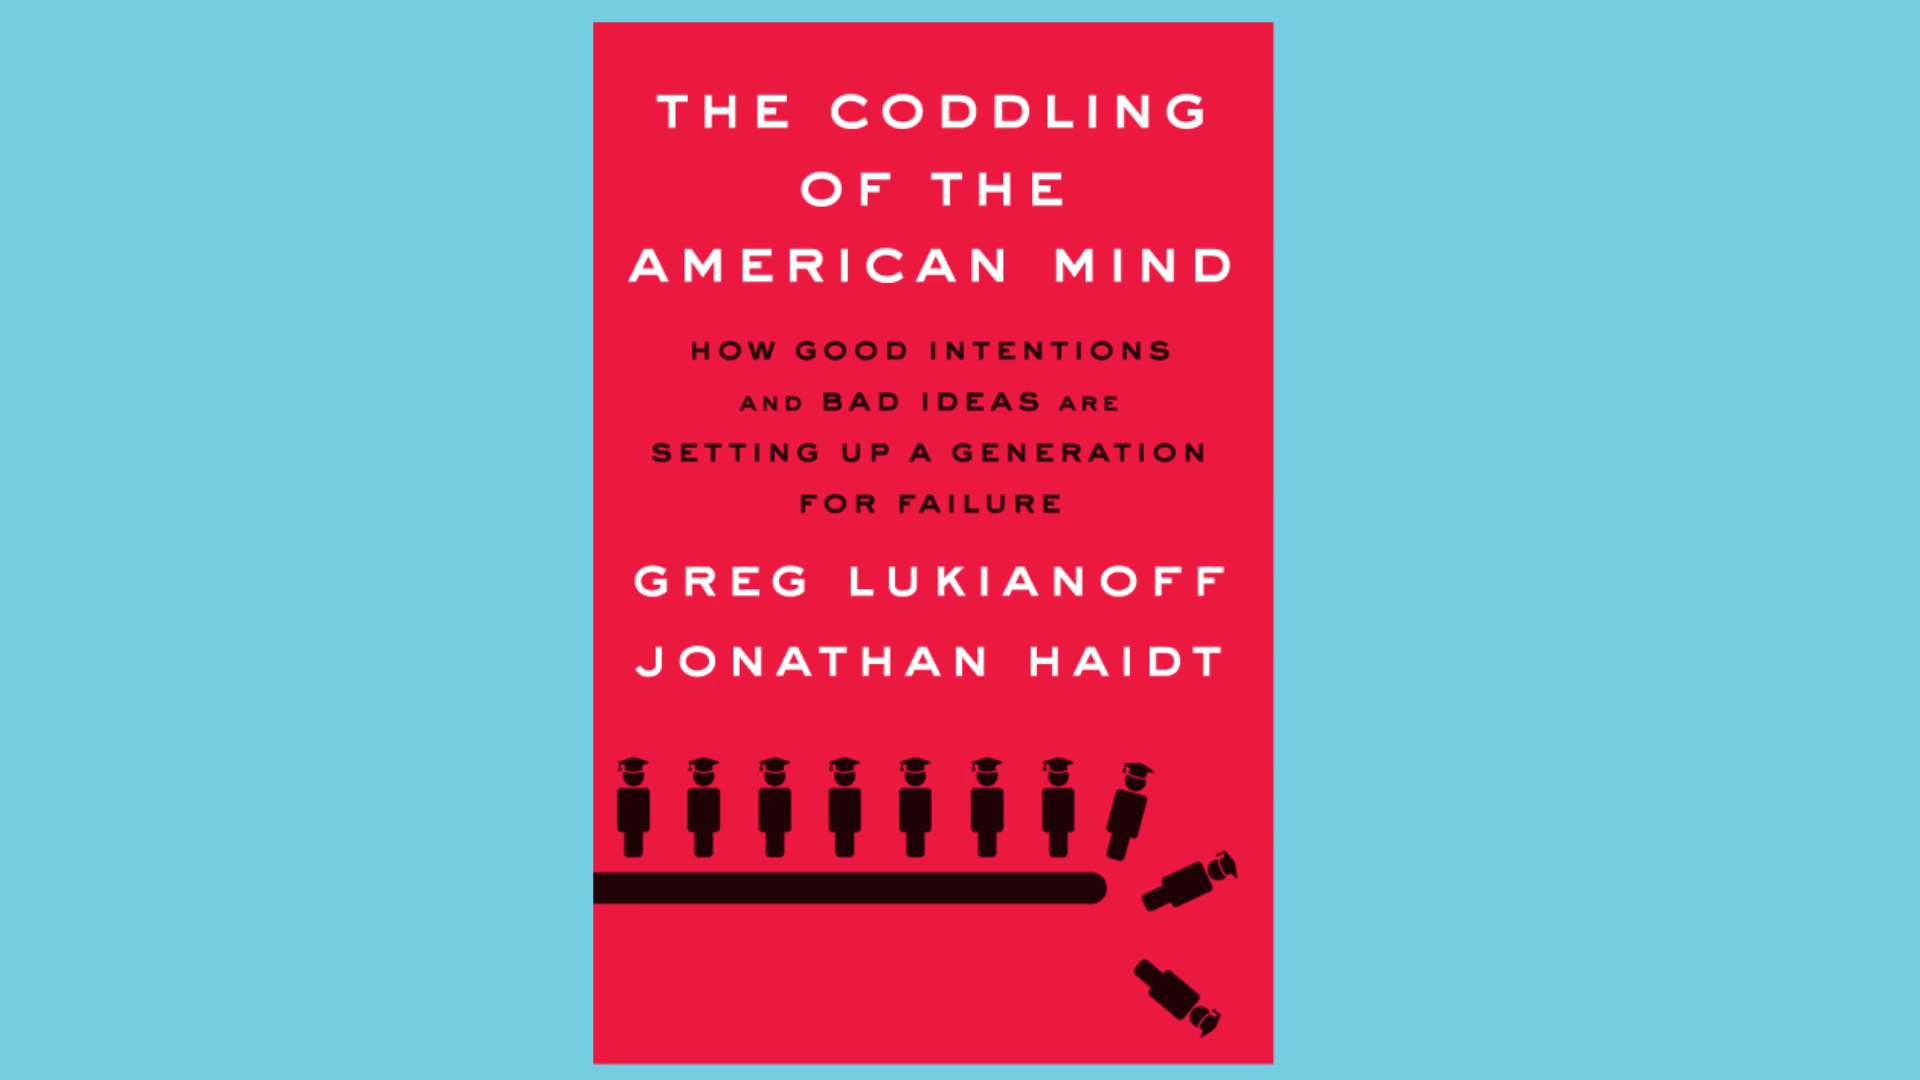 THE CODDLING
OF THE
AMERICAN MIND
HOW GOOD INTENTIONS
AND BAD IDEAS ARE
SETTING UP A GENERATION
FOR FAILURE
GREG LUKIANOFF
JONATHAN HAIDT